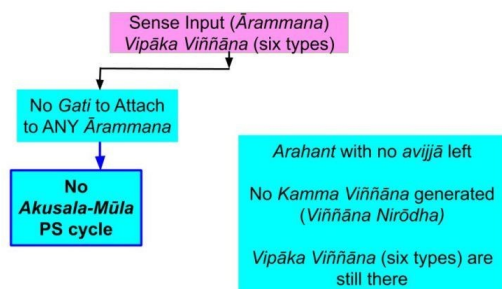 Sense Input (Ārammana)
Vipāka Viññāna (six types)
No Gati to Attach
to ANY Ārammana
No
Akusala-Mūla
PS cycle
Arahant with no avijjā left
No Kamma Viññāna generated
(Viññāna Nirōdha)
Vipāka Viññāna (six types) are
still there